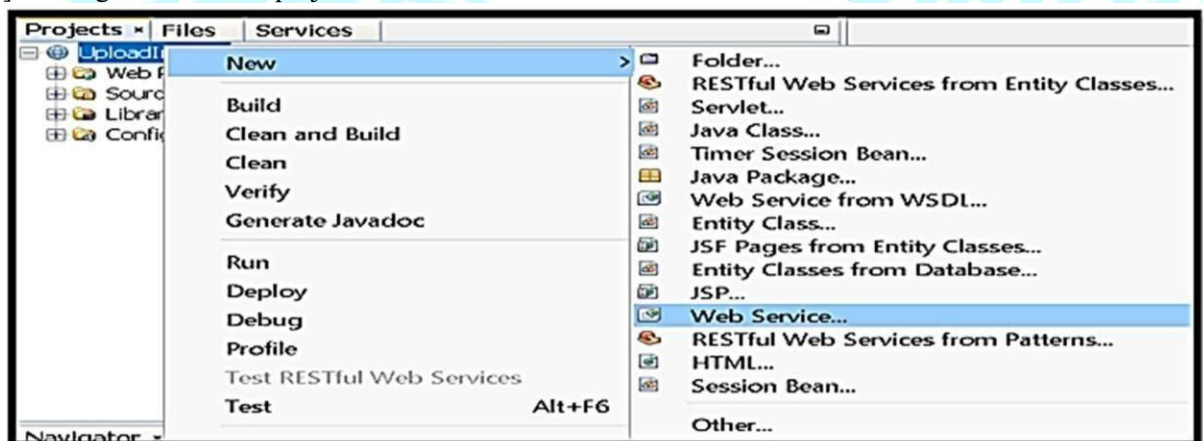 Projects × Files Services
UploadI
Web P
Sourc
Librar
Config
New >
Build
Clean and Build
Clean
Verify
Generate Javadoc
Run
Deploy
Debug
Profile
Test RESTful Web Services
Test Alt+F6
Folder...
RESTful Web Services from Entity Classes...
Servlet...
Java Class...
Timer Session Bean...
Java Package...
Web Service from WSDL...
Entity Class...
JSF Pages from Entity Classes...
Entity Classes from Database...
JSP...
Web Service...
RESTful Web Services from Patterns...
HTML...
Session Bean...
Other...
Navigator